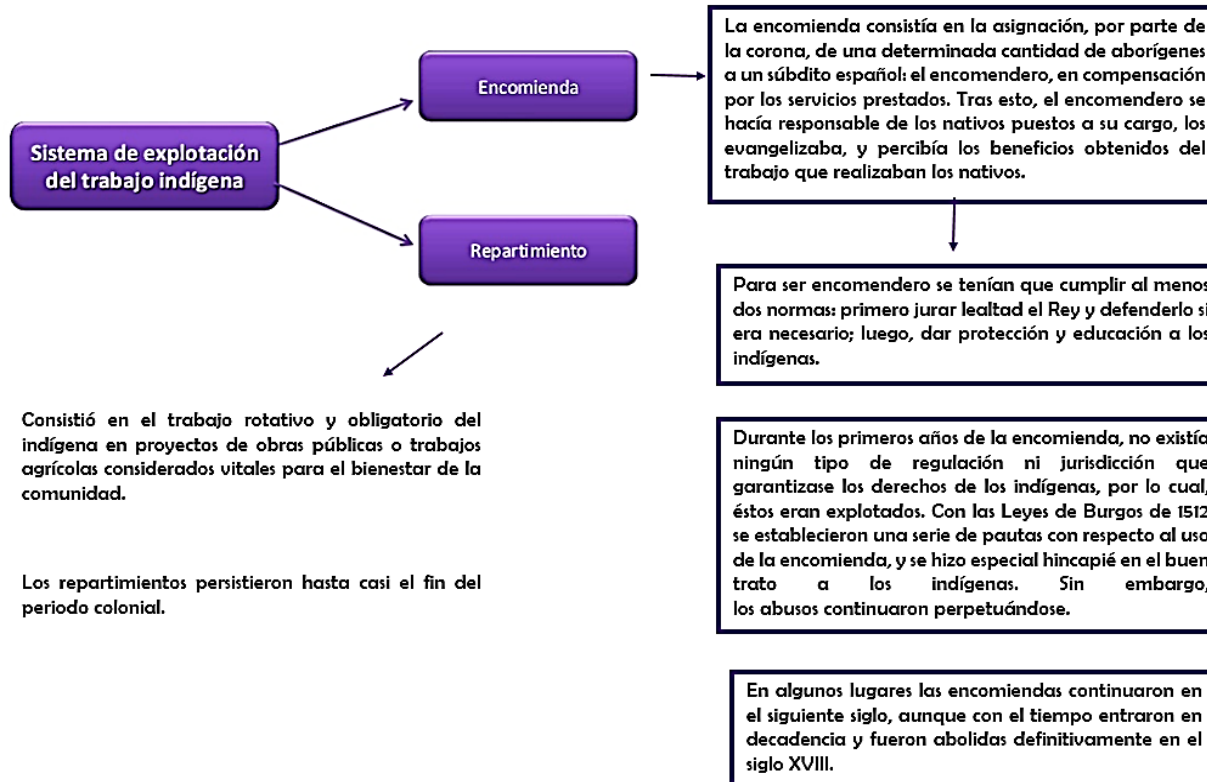 Sistema de explotación
del trabajo indígena
Encomienda
La encomienda consistía en la asignación, por parte de
la corona, de una determinada cantidad de aborígenes
a un súbdito español: el encomendero, en compensación
por los servicios prestados. Tras esto, el encomendero se
hacía responsable de los nativos puestos a su cargo, los
evangelizaba, y percibía los beneficios obtenidos del
trabajo que realizaban los nativos.
Para ser encomendero se tenían que cumplir al menos
dos normas: primero jurar lealtad el Rey y defenderlo si
era necesario; luego, dar protección y educación a los
indígenas.
Durante los primeros años de la encomienda, no existía
ningún tipo de regulación ni jurisdicción que
garantizase los derechos de los indígenas, por lo cual,
éstos eran explotados. Con las Leyes de Burgos de 1512
se establecieron una serie de pautas con respecto al uso
de la encomienda, y se hizo especial hincapié en el buen
trato a los indígenas. Sin embargo,
los abusos continuaron perpetuándose.
En algunos lugares las encomiendas continuaron en
el siguiente siglo, aunque con el tiempo entraron en
decadencia y fueron abolidas definitivamente en el
siglo XVIII.
Repartimiento
Consistió en el trabajo rotativo y obligatorio del
indígena en proyectos de obras públicas o trabajos
agrícolas considerados vitales para el bienestar de la
comunidad.
Los repartimientos persistieron hasta casi el fin del
periodo colonial.